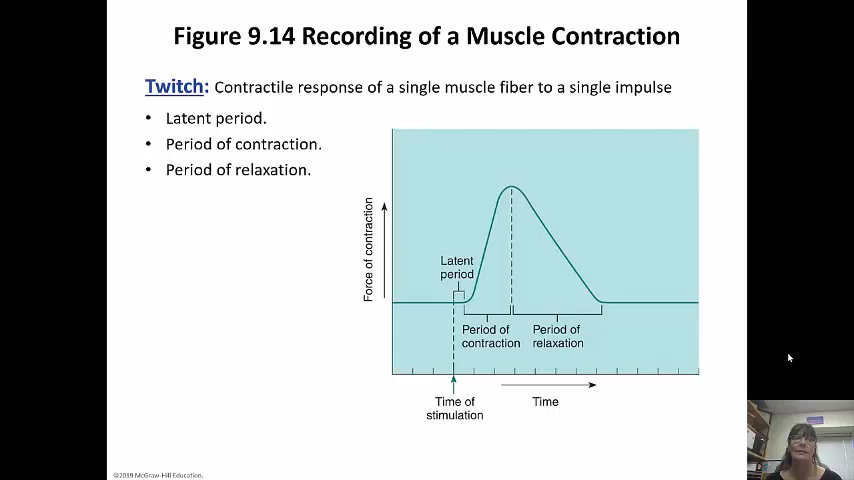 Figure 9.14 Recording of a Muscle Contraction
Twitch: Contractile response of a single muscle fiber to a single impulse
• Latent period.
• Period of contraction.
• Period of relaxation.
Force of contraction
Latent
period
Period of
contraction
Period of
relaxation
Time of
stimulation
Time
©2019 McGraw-Hill Education.